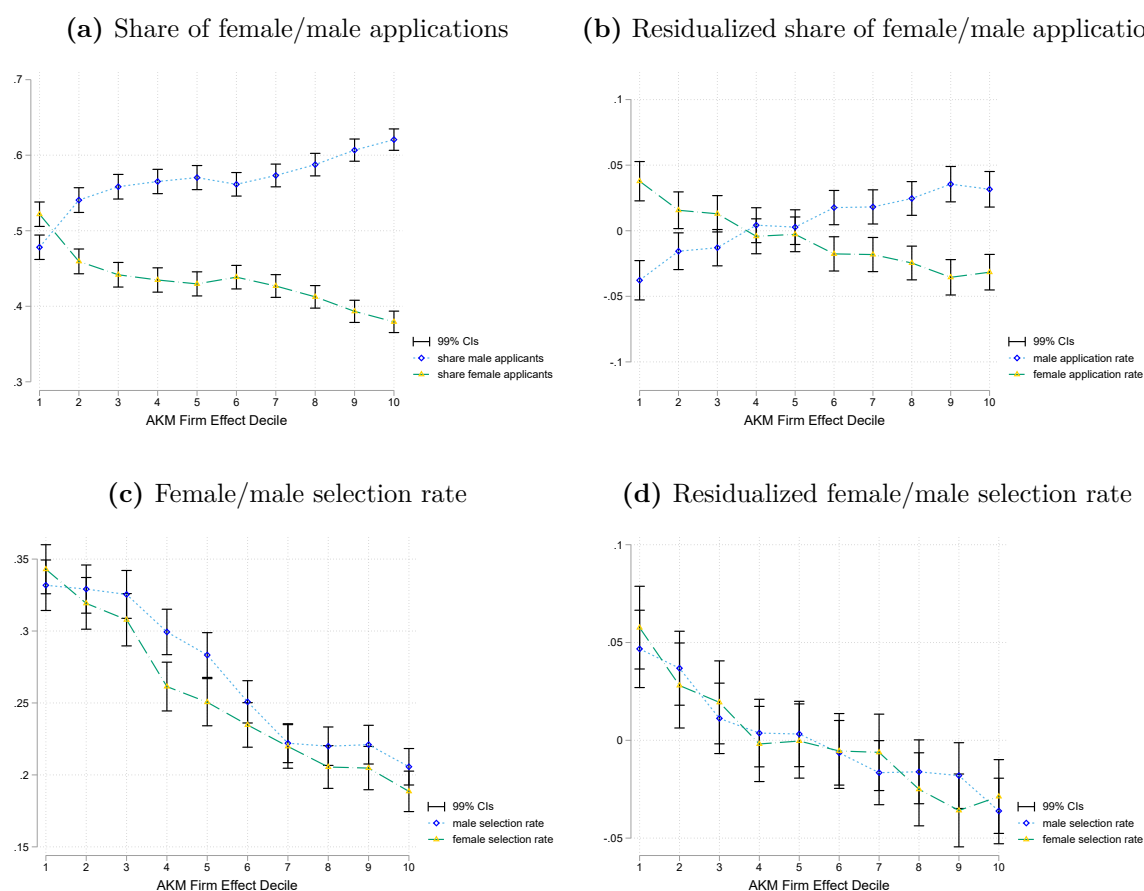 (a) Share of female/male applications
.7
.6
.5
.4
.3
1 2 3 4 5 6 7 8 9 10
AKM Firm Effect Decile
99% CIs
share male applicants
share female applicants
(b) Residualized share of female/male applicatio
.1
.05
0
-.05
-.1
1 2 3 4 5 6 7 8 9 10
AKM Firm Effect Decile
99% CIs
male application rate
female application rate
(c) Female/male selection rate
.35
.3
.25
.2
.15
1 2 3 4 5 6 7 8 9 10
AKM Firm Effect Decile
99% CIs
male selection rate
female selection rate
(d) Residualized female/male selection rate
.1
.05
0
-.05
1 2 3 4 5 6 7 8 9 10
AKM Firm Effect Decile
99% CIs
male selection rate
female selection rate